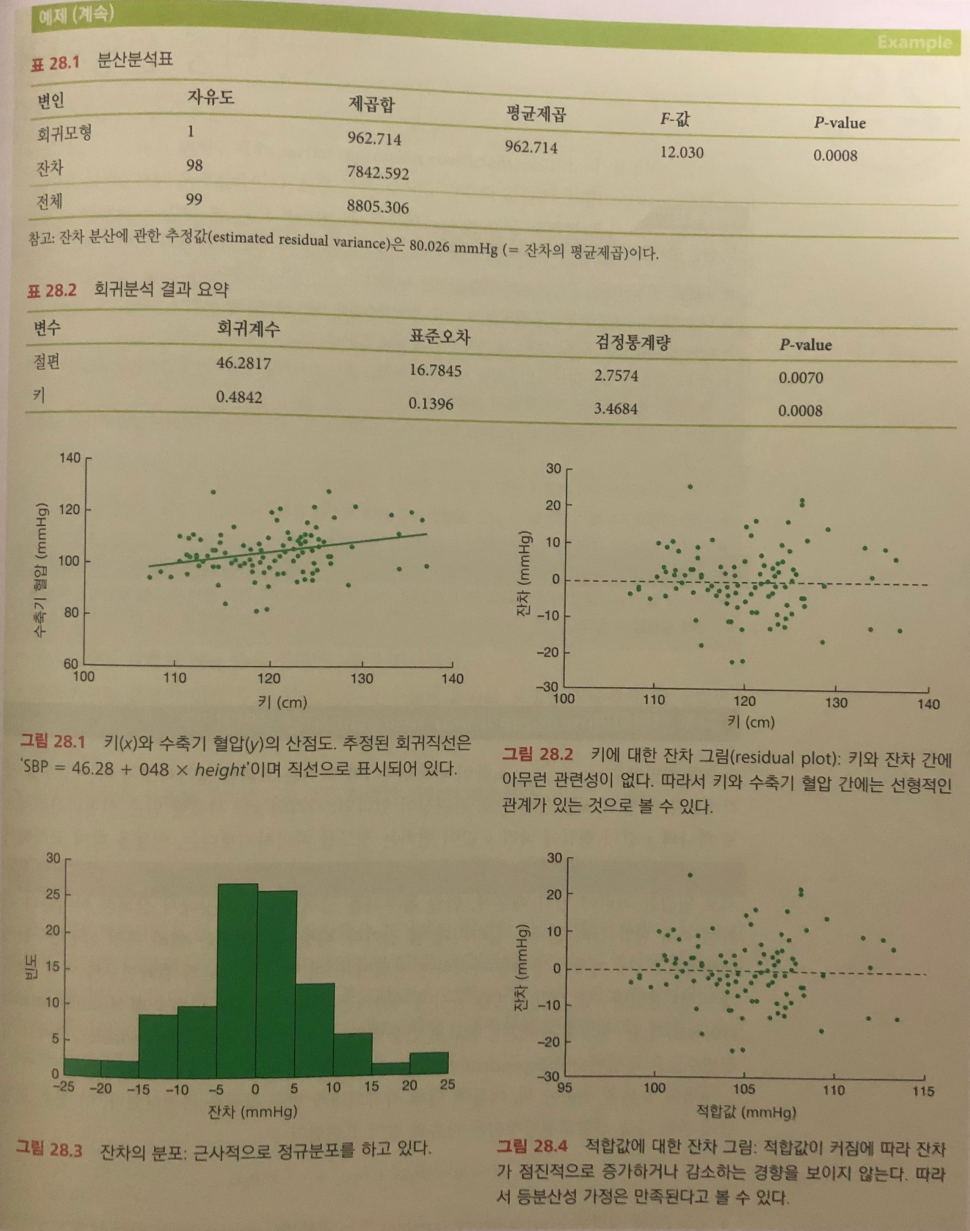 예제 (계속)
Example
표 28.1 분산분석표
변인 자유도 제곱합 평균제곱 F-값 P-value
회귀모형 1 962.714 962.714 12.030 0.0008
잔차 98 7842.592
전체 99 8805.306
참고: 잔차 분산에 관한 추정값(estimated residual variance)은 80.026 mmHg (= 잔차의 평균제곱)이다.
표 28.2 회귀분석 결과 요약
변수 회귀계수 표준오차 검정통계량 P-value
절편 46.2817 16.7845 2.7574 0.0070
키 0.4842 0.1396 3.4684 0.0008
수축기 혈압 (mmHg)
140
120
100
80
60
100 110 120 130 140
키 (cm)
그림 28.1 키(x)와 수축기 혈압(y)의 산점도. 추정된 회귀직선은
‘SBP = 46.28 + 048 × height’이며 직선으로 표시되어 있다.
잔차 (mmHg)
30
20
10
0
−10
−20
−30
100 110 120 130 140
키 (cm)
그림 28.2 키에 대한 잔차 그림(residual plot): 키와 잔차 간에
아무런 관련성이 없다. 따라서 키와 수축기 혈압 간에는 선형적인
관계가 있는 것으로 볼 수 있다.
빈도
30
25
20
15
10
5
0
−25 −20 −15 −10 −5 0 5 10 15 20 25
잔차 (mmHg)
그림 28.3 잔차의 분포: 근사적으로 정규분포를 하고 있다.
잔차 (mmHg)
30
20
10
0
−10
−20
−30
95 100 105 110 115
적합값 (mmHg)
그림 28.4 적합값에 대한 잔차 그림: 적합값이 커짐에 따라 잔차
가 점진적으로 증가하거나 감소하는 경향을 보이지 않는다. 따라
서 등분산성 가정은 만족된다고 볼 수 있다.